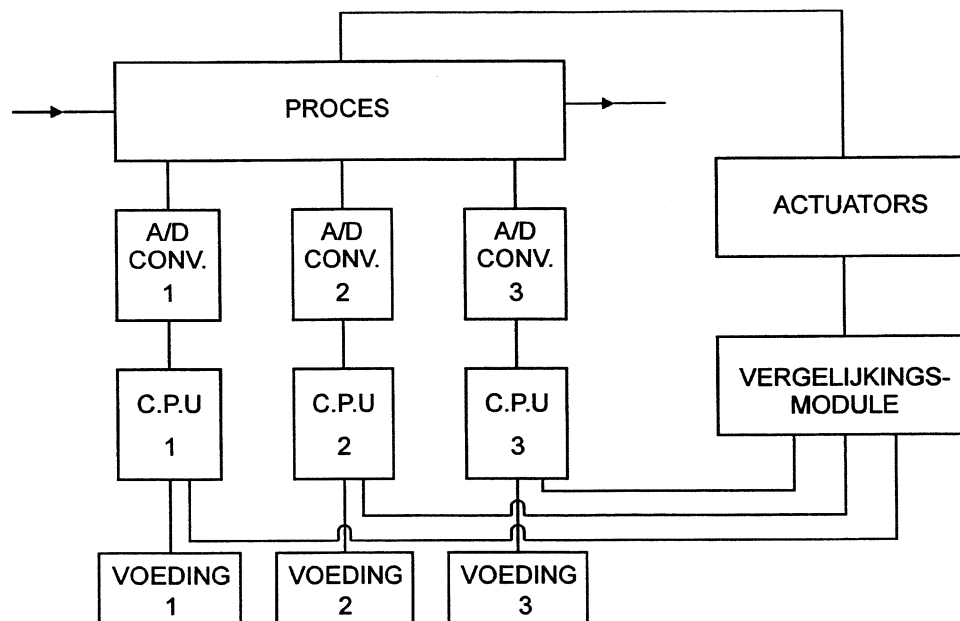 PROCES
ACTUATORS
A/D
CONV.
1
A/D
CONV.
2
A/D
CONV.
3
VERGELIJKINGS-
MODULE
C.P.U
1
C.P.U
2
C.P.U
3
VOEDING
1
VOEDING
2
VOEDING
3